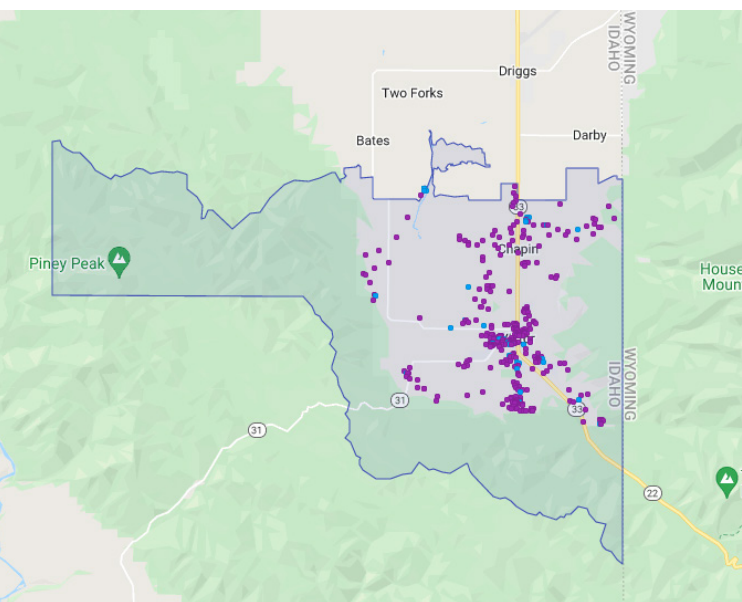 WYOMING
IDAHO
Driggs
Two Forks
Bates
Darby
33
Chapin
Piney Peak
House
Moun
WYOMING
IDAHO
31
33
31
22